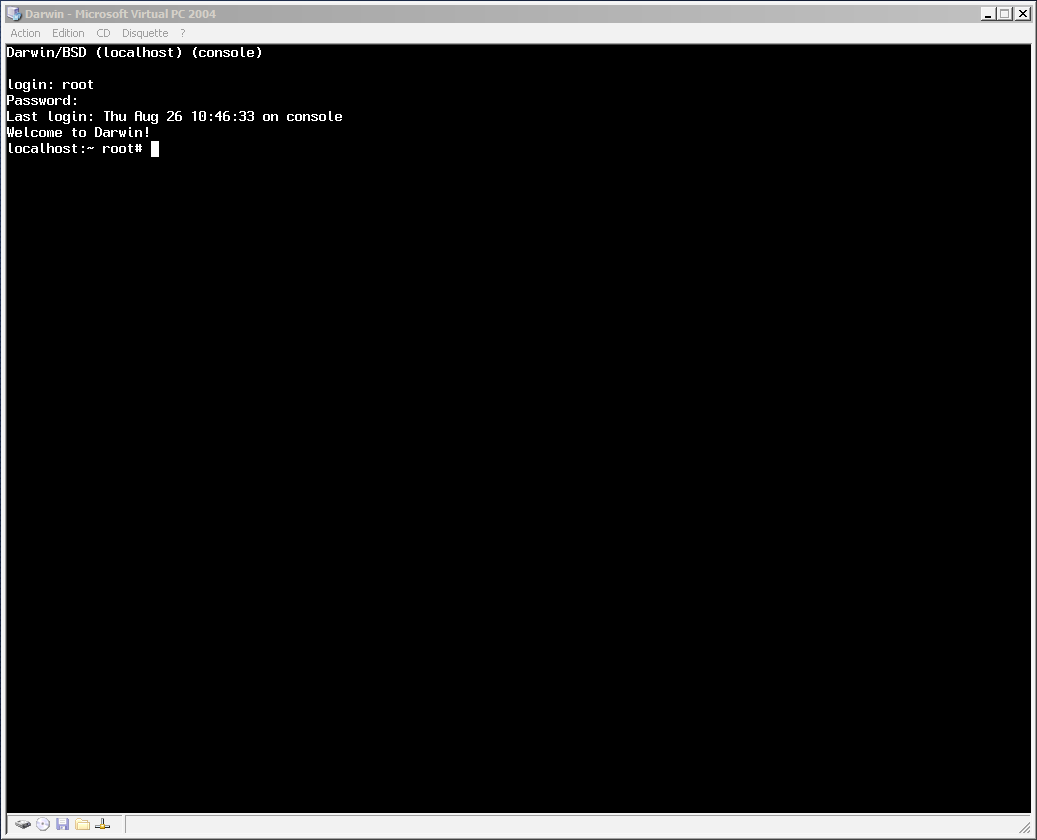 Darwin - Microsoft Virtual PC 2004
Action Edition CD Disquette ?
Darwin/BSD (localhost) (console)
login: root
Password:
Last login: Thu Aug 26 10:46:33 on console
Welcome to Darwin!
localhost:~ root#